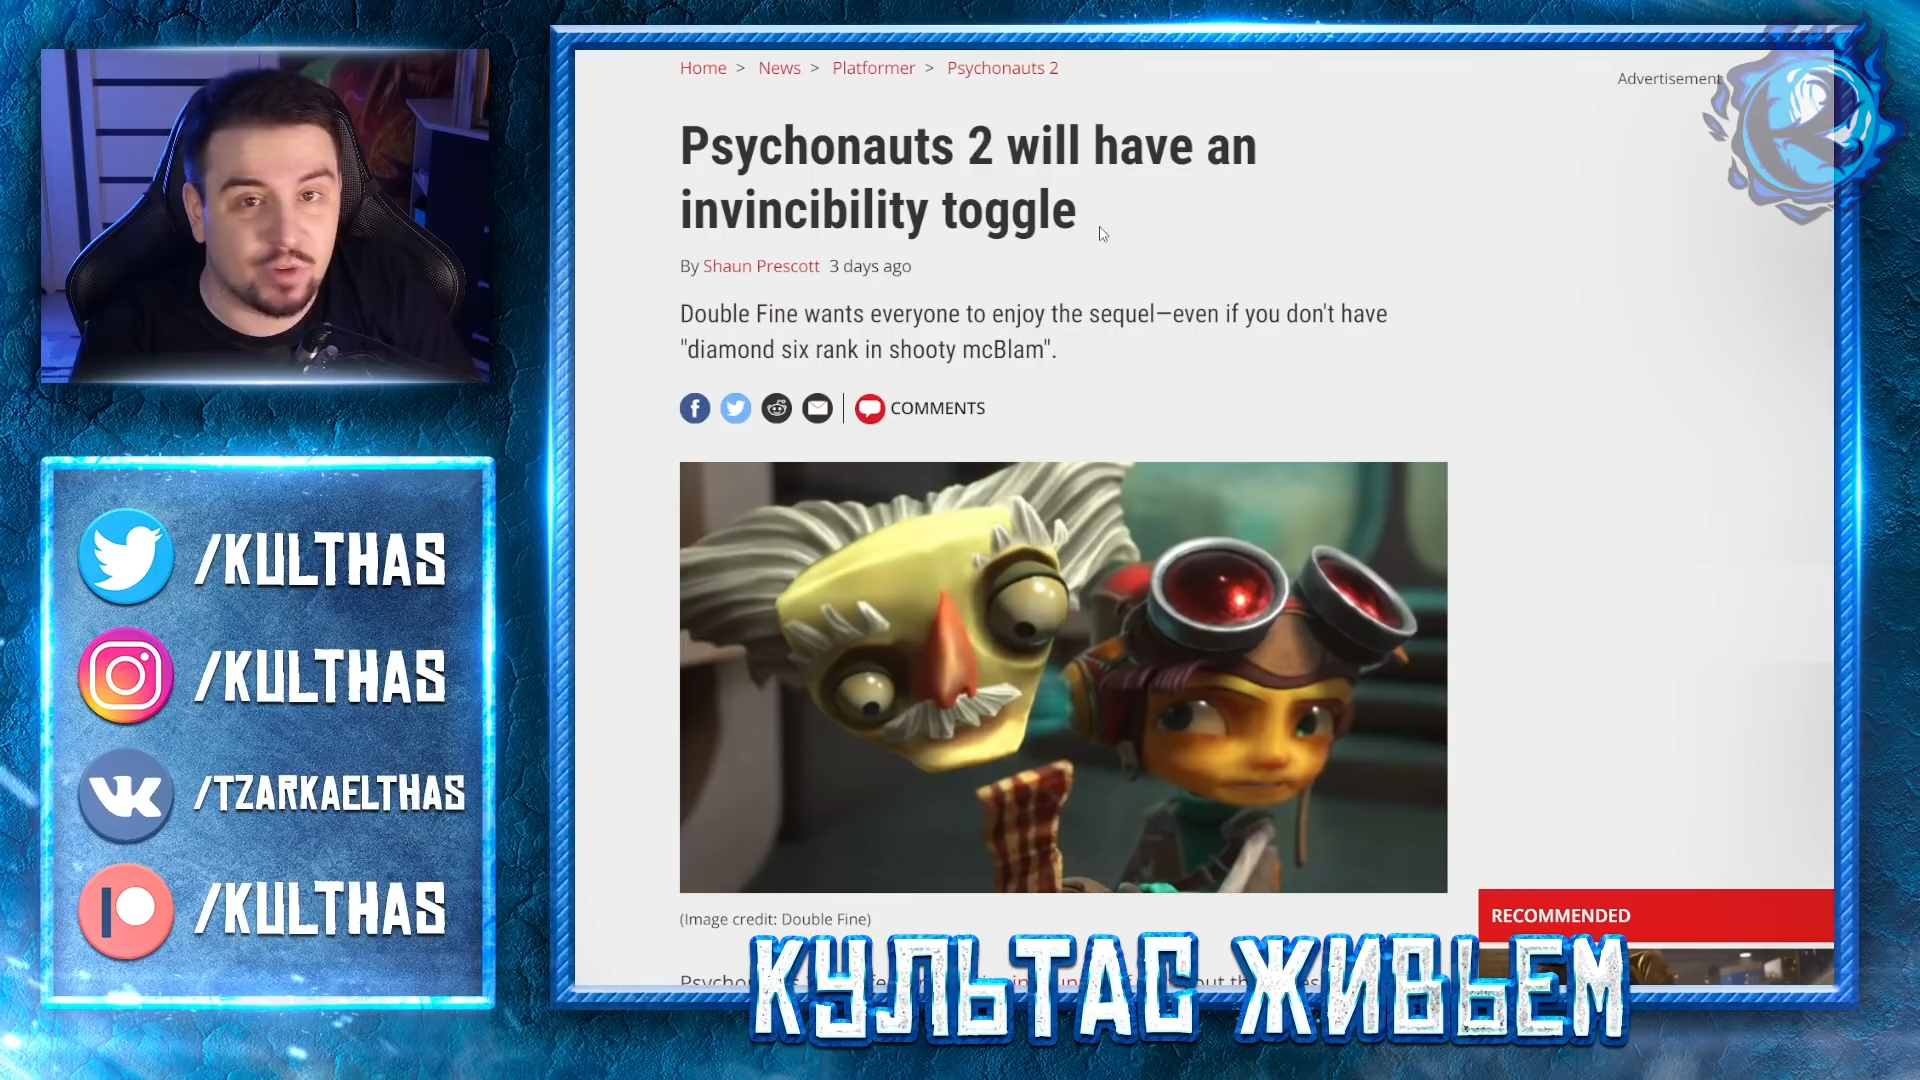 Home > News > Platformer > Psychonauts 2
Advertisement
Psychonauts 2 will have an
invincibility toggle
By Shaun Prescott 3 days ago
Double Fine wants everyone to enjoy the sequel—even if you don't have
"diamond six rank in shooty mcBlam".
COMMENTS
/KULTHAS
/KULTHAS
/TZARKAELTHAS
/KULTHAS
(Image credit: Double Fine)
RECOMMENDED
КУЛЬТАС ЖИВЬЕМ